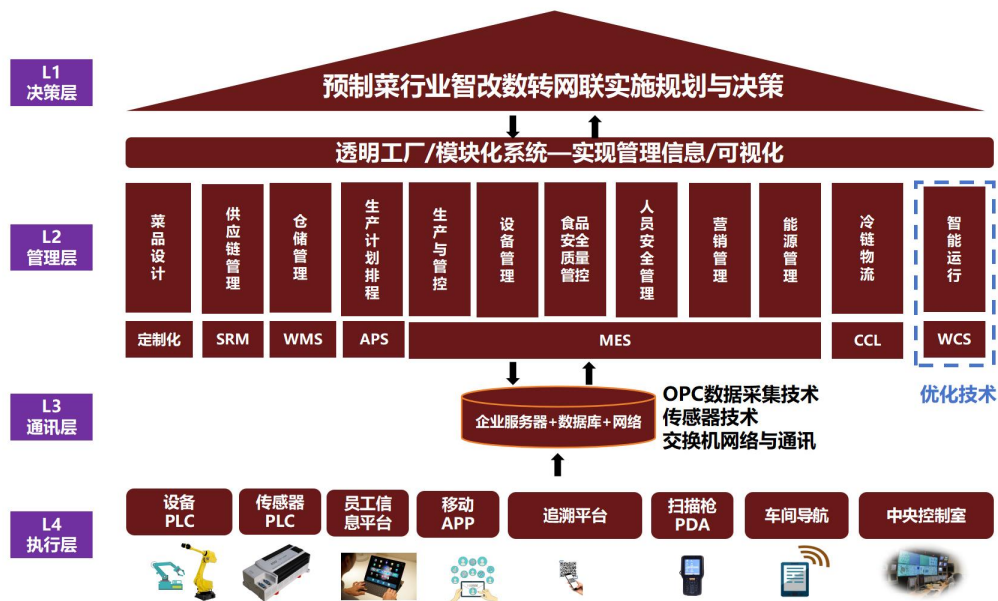 L1
决策层
预制菜行业智改数转网联实施规划与决策
透明工厂/模块化系统—实现管理信息/可视化
L2
管理层
菜品设计
供应链管理
仓储管理
生产计划排程
生产与管控
设备管理
食品安全质量管控
人员安全管理
营销管理
能源管理
冷链物流
智能运行
定制化
SRM
WMS
APS
MES
CCL
WCS
优化技术
L3
通讯层
企业服务器+数据库+网络
OPC数据采集技术
传感器技术
交换机网络与通讯
L4
执行层
设备
PLC
传感器
PLC
员工信
息平台
移动
APP
追溯平台
扫描枪
PDA
车间导航
中央控制室